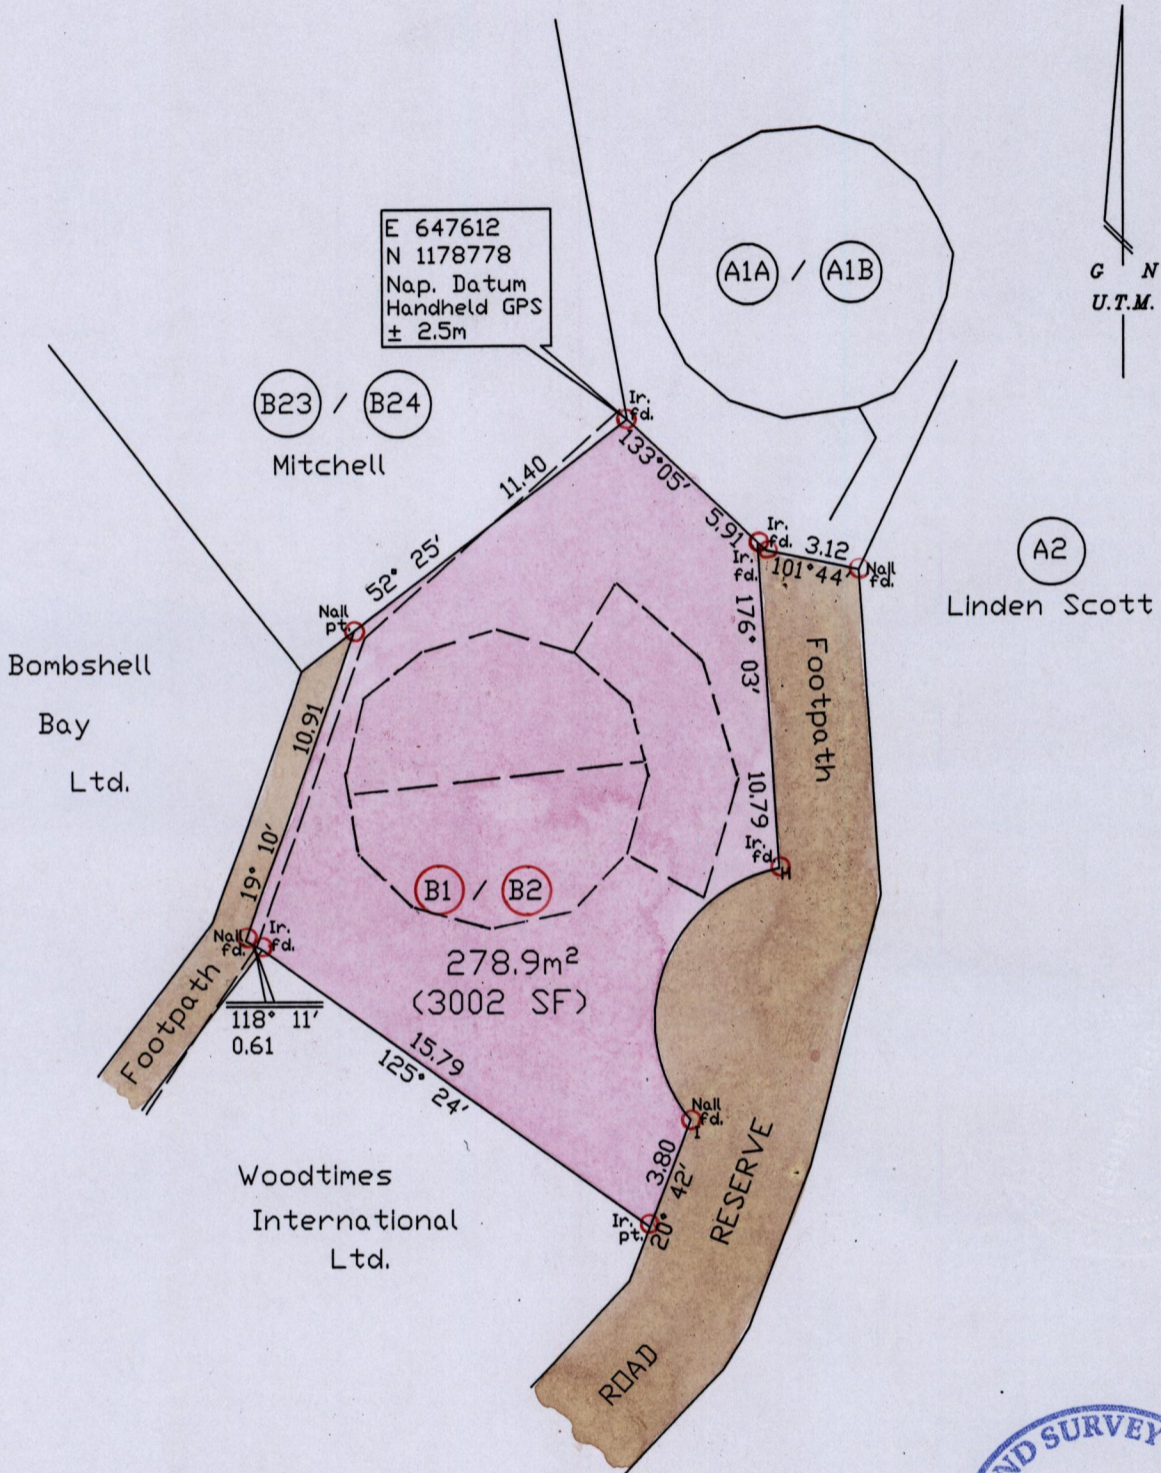 E 647612
N 1178778
Nap. Datum
Handheld GPS
± 2.5m
A1A / A1B
G N
U.T.M.
B23 / B24
Mitchell
Ir.
fd.
133°05'
11.40
5.91
Ir.
fd.
Ir.
fd.
3.12
101°44'
Nail
fd.
A2
Linden Scott
52° 25'
Nail
pt.
176° 03'
Footpath
Bombshell
Bay
Ltd.
10.91
10.79
19° 10'
Ir.
fd.
H
B1 / B2
Nail
fd.
Ir.
fd.
278.9m²
(3002 SF)
Footpath
118° 11'
0.61
15.79
125° 24'
Nail
fd.
I
3.80
20° 42'
Ir.
pt.
RESERVE
Woodtimes
International
Ltd.
ROAD
ND SURVEY